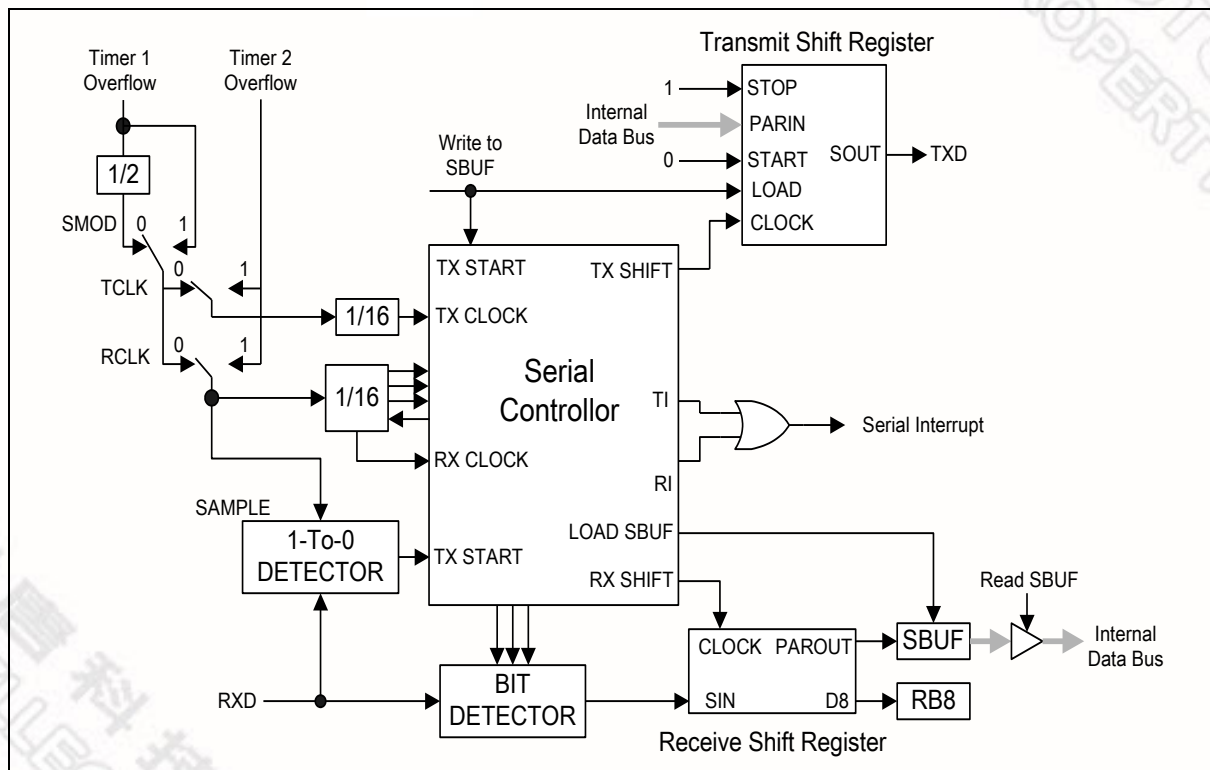 Timer 1
Overflow
Timer 2
Overflow
Transmit Shift Register
1
STOP
Internal
Data Bus
PARIN
SOUT
TXD
0
START
Write to
SBUF
LOAD
CLOCK
1/2
SMOD
0
1
TCLK
0
1
RCLK
0
1
1/16
1/16
TX START
TX SHIFT
TX CLOCK
Serial
Controllor
TI
Serial Interrupt
RX CLOCK
RI
SAMPLE
1-To-0
DETECTOR
TX START
LOAD SBUF
RX SHIFT
Read SBUF
CLOCK
PAROUT
SBUF
Internal
Data Bus
RXD
BIT
DETECTOR
SIN
D8
RB8
Receive Shift Register